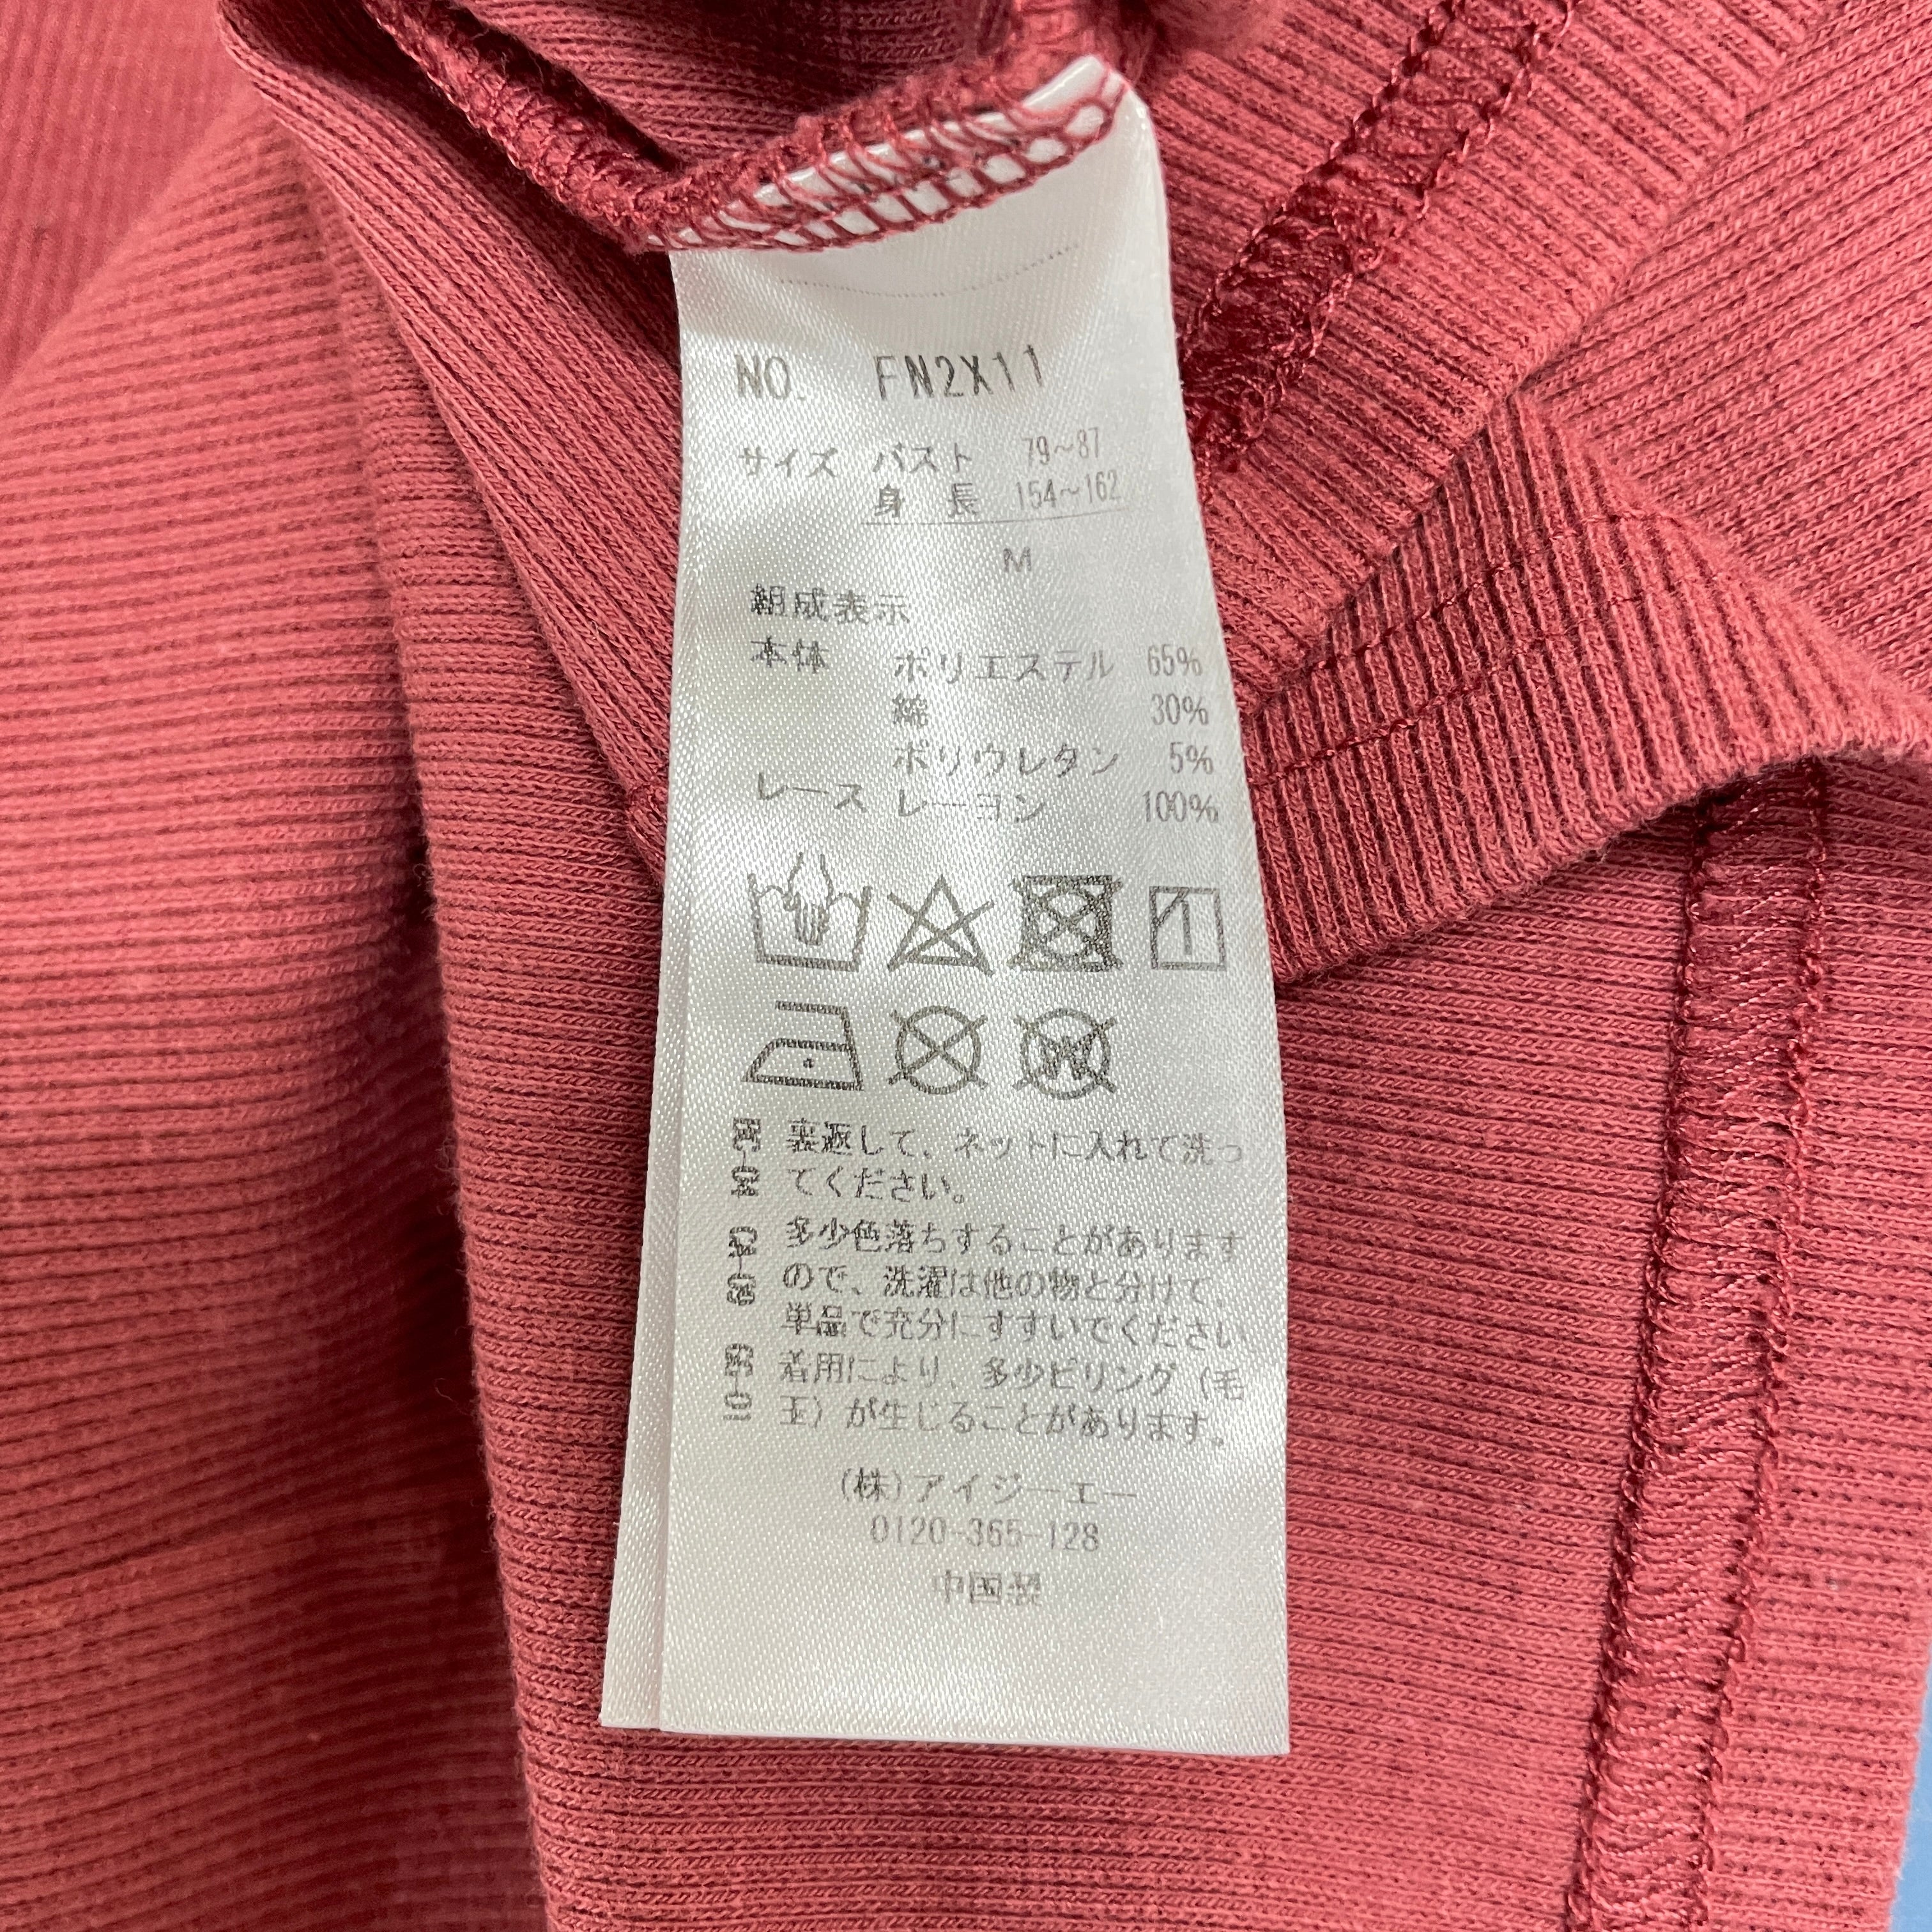 NO. FN2X11
サイズ バスト 79~87
身長 154~162
M
組成表示
本体 ポリエステル 65%
綿 30%
ポリウレタン 5%
レース レーヨン 100%
裏返して、ネットに入れて洗っ
てください。
多少色落ちすることがあります
ので、洗濯は他の物と分けて、
単品で充分にすすいでください
着用により、多少ピリング(毛
玉)が生じることがあります。
(株)アイジーエー
0120-365-128
中国製